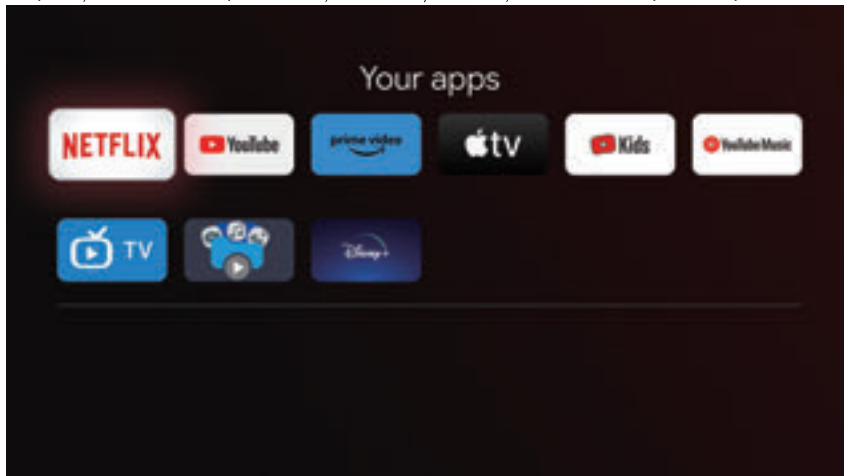 Your apps
NETFLIX
YouTube
prime video
tv
Kids
YouTube Music
TV
Disney+